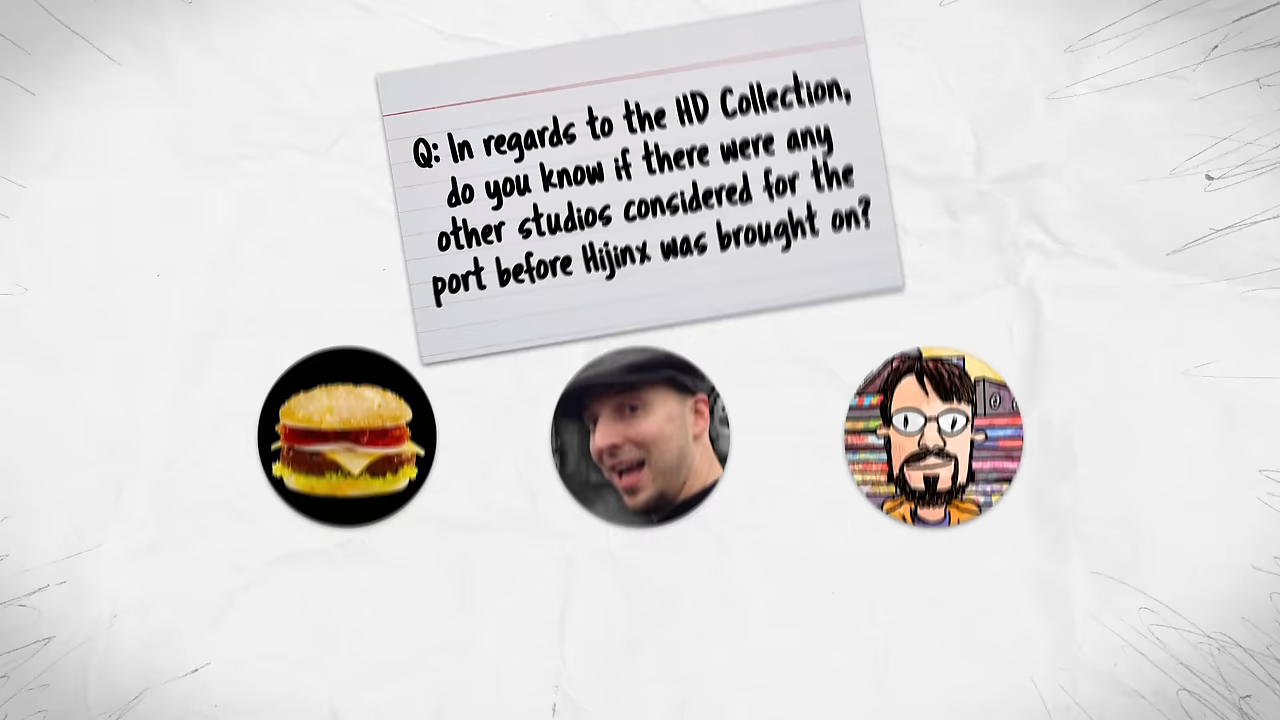 Q: In regards to the HD Collection,
do you know if there were any
other studios considered for the
port before Hijinx was brought on?